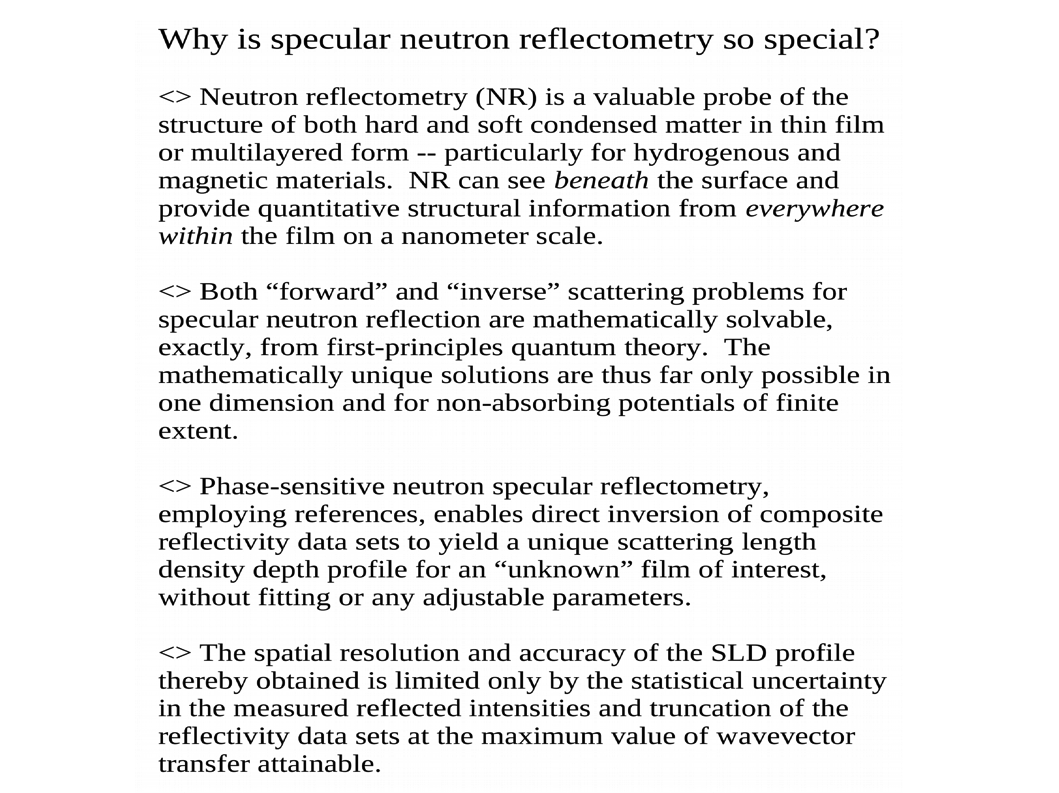 Why is specular neutron reflectometry so special?
<> Neutron reflectometry (NR) is a valuable probe of the
structure of both hard and soft condensed matter in thin film
or multilayered form -- particularly for hydrogenous and
magnetic materials.  NR can see beneath the surface and
provide quantitative structural information from everywhere
within the film on a nanometer scale.
<> Both “forward” and “inverse” scattering problems for
specular neutron reflection are mathematically solvable,
exactly, from first-principles quantum theory.  The
mathematically unique solutions are thus far only possible in
one dimension and for non-absorbing potentials of finite
extent.
<> Phase-sensitive neutron specular reflectometry,
employing references, enables direct inversion of composite
reflectivity data sets to yield a unique scattering length
density depth profile for an “unknown” film of interest,
without fitting or any adjustable parameters.
<> The spatial resolution and accuracy of the SLD profile
thereby obtained is limited only by the statistical uncertainty
in the measured reflected intensities and truncation of the
reflectivity data sets at the maximum value of wavevector
transfer attainable.